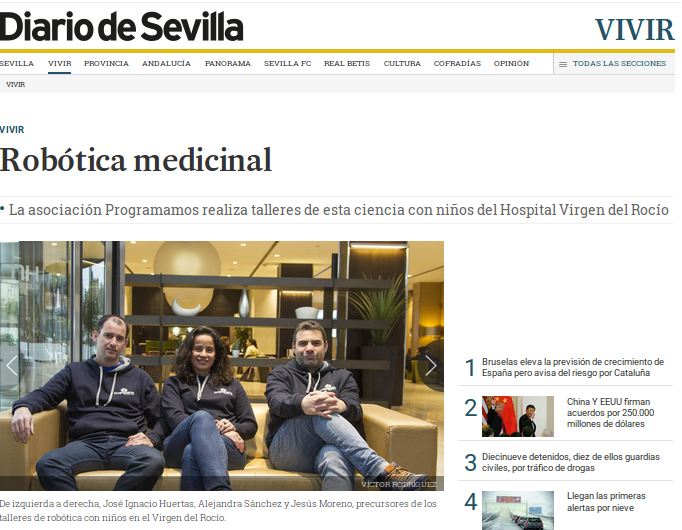 Diario de Sevilla
VIVIR
SEVILLA VIVIR PROVINCIA ANDALUCÍA PANORAMA SEVILLA FC REAL BETIS CULTURA COFRADÍAS OPINIÓN TODAS LAS SECCIONES
VIVIR
VIVIR
Robótica medicinal
• La asociación Programamos realiza talleres de esta ciencia con niños del Hospital Virgen del Rocío
VÍCTOR RODRÍGUEZ
De izquierda a derecha, José Ignacio Huertas, Alejandra Sánchez y Jesús Moreno, precursores de los
talleres de robótica con niños en el Virgen del Rocío.
1 Bruselas eleva la previsión de crecimiento de
España pero avisa del riesgo por Cataluña
2 China Y EEUU firman
acuerdos por 250.000
millones de dólares
3 Diecinueve detenidos, diez de ellos guardias
civiles, por tráfico de drogas
4 Llegan las primeras
alertas por nieve